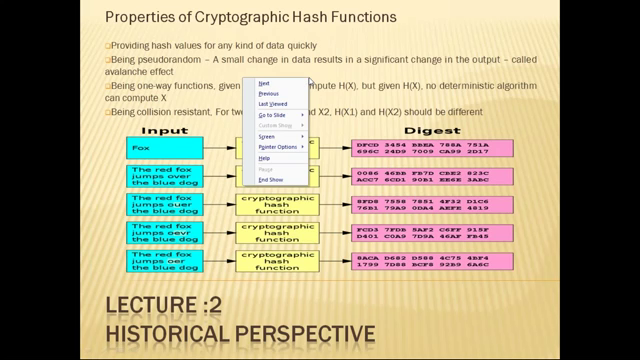 Properties of Cryptographic Hash Functions
Providing hash values for any kind of data quickly
Being pseudorandom – A small change in data results in a significant change in the output – called
avalanche effect
Being one-way functions, given mpute H(X), but given H(X), no deterministic algorithm
can compute X
Being collision resistant, For tw and X2, H(X1) and H(X2) should be different
Next
Previous
Last Viewed
Go to Slide
Custom Show
Screen
Pointer Options
Help
Pause
End Show
Input
Digest
Fox
DFCD 3454 BBEA 788A 751A
696C 24D9 7009 CA99 2D17
The red fox
jumps over
the blue dog
0086 46BB FB7D CBE2 823C
ACC7 6CD1 90B1 EE6E 3ABC
The red fox
jumps ouer
the blue dog
cryptographic
hash
function
8FD8 7558 7851 4F32 D1C6
76B1 79A9 0DA4 AEFE 4819
The red fox
jumps oevr
the blue dog
cryptographic
hash
function
FCD3 7FDB 5AF2 C6FF 915F
D401 C0A9 7D9A 46AF FB45
The red fox
jumps oer
the blue dog
cryptographic
hash
function
8ACA D682 D588 4C75 4BF4
1799 7D88 BCF8 92B9 6A6C
LECTURE :2
HISTORICAL PERSPECTIVE